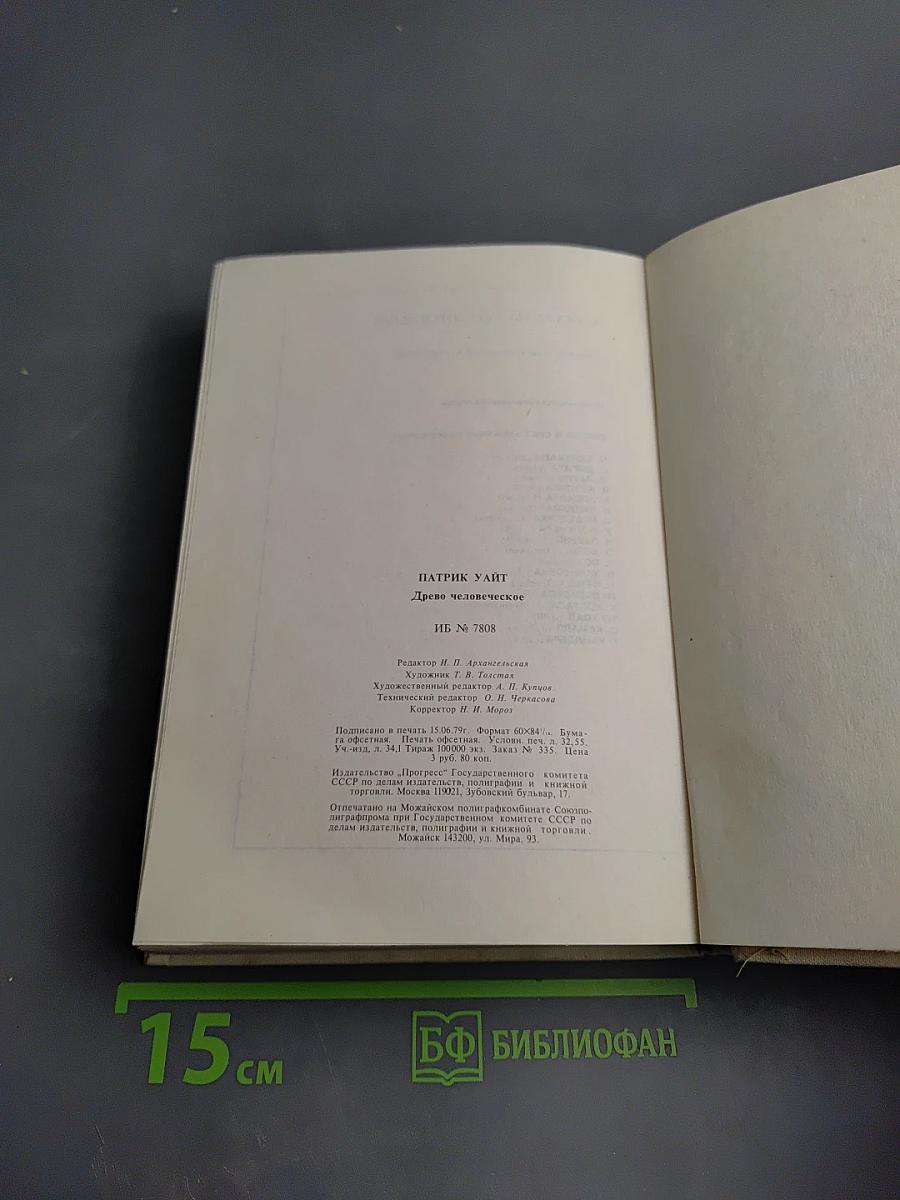 ПАТРИК УАЙТ
Древо человеческое
ИБ № 7808
Редактор И. П. Архангельская
Художник Т. В. Толстая
Художественный редактор А. П. Купцов
Технический редактор О. Н. Черкасова
Корректор Н. И. Мороз
Подписано в печать 15.06.79г. Формат 60×84¹/₁₆. Бума-
га офсетная. Печать офсетная. Условн. печ. л. 32,55.
Уч.-изд, л. 34,1 Тираж 100000 экз. Заказ № 335. Цена
3 руб. 80 коп.
Издательство „Прогресс" Государственного комитета
СССР по делам издательств, полиграфии и книжной
торговли. Москва 119021, Зубовский бульвар, 17.
Отпечатано на Можайском полиграфкомбинате Союзпо-
лиграфпрома при Государственном комитете СССР по
делам издательств, полиграфии и книжной торговли.
Можайск 143200, ул. Мира, 93.
15 см
БФ БИБЛИОФАН